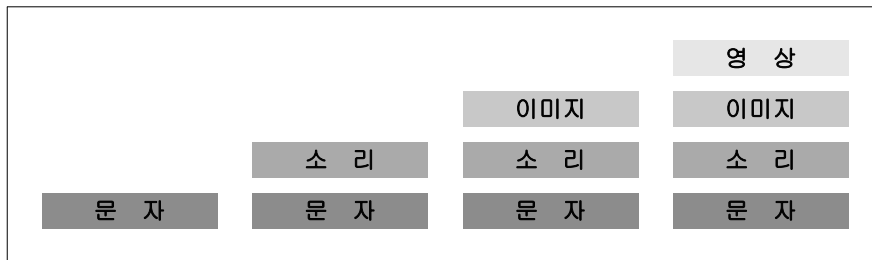 영 상
이미지 이미지
소 리 소 리 소 리
문 자 문 자 문 자 문 자